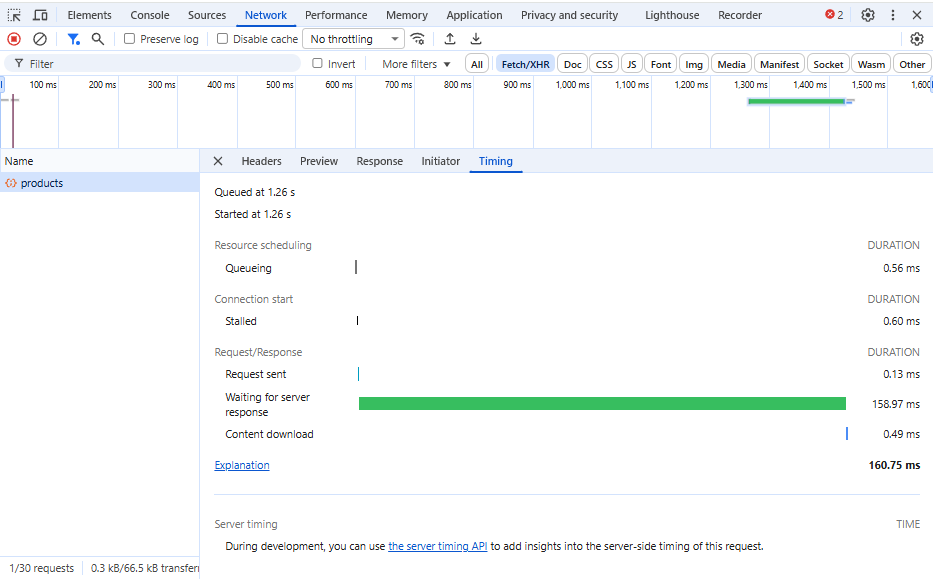 Elements Console Sources Network Performance Memory Application Privacy and security Lighthouse Recorder 2
Preserve log Disable cache No throttling
Filter Invert More filters All Fetch/XHR Doc CSS JS Font Img Media Manifest Socket Wasm Other
100 ms 200 ms 300 ms 400 ms 500 ms 600 ms 700 ms 800 ms 900 ms 1,000 ms 1,100 ms 1,200 ms 1,300 ms 1,400 ms 1,500 ms 1,600
Name Headers Preview Response Initiator Timing
products
Queued at 1.26 s
Started at 1.26 s
Resource scheduling DURATION
Queueing 0.56 ms
Connection start DURATION
Stalled 0.60 ms
Request/Response DURATION
Request sent 0.13 ms
Waiting for server
response 158.97 ms
Content download 0.49 ms
Explanation 160.75 ms
Server timing TIME
During development, you can use the server timing API to add insights into the server-side timing of this request.
1/30 requests 0.3 kB/66.5 kB transferr